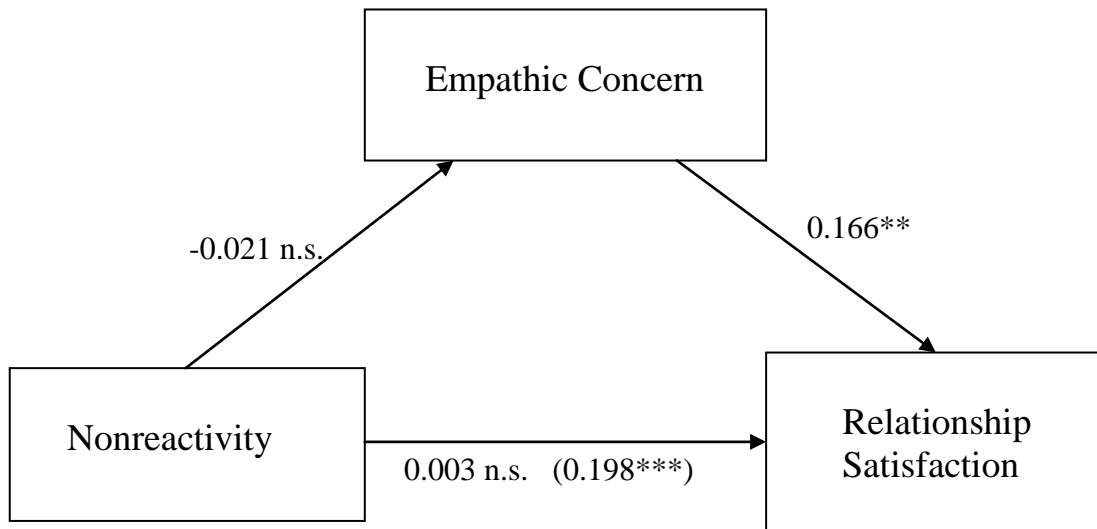 Empathic Concern
-0.021 n.s.
0.166**
Nonreactivity
Relationship
Satisfaction
0.003 n.s. (0.198***)